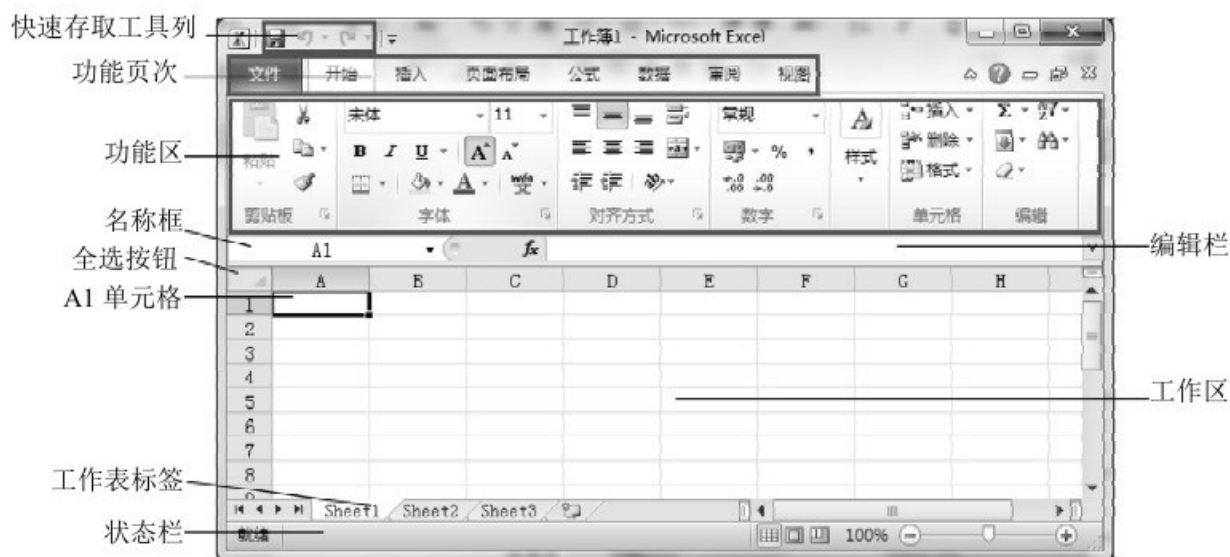 快速存取工具列
工作簿1 - Microsoft Excel
功能页次
文件 开始 插入 页面布局 公式 数据 审阅 视图
功能区
宋体 11 常规 插入 Σ
粘贴 B I U A A % , 样式 删除
A wén 变 .00 .00 格式
剪贴板 字体 对齐方式 数字 单元格 编辑
名称框
A1 fx
编辑栏
全选按钮
A B C D E F G H
A1 单元格
1
2
3
4
5
工作区
6
7
8
9
工作表标签
Sheet1 Sheet2 Sheet3
状态栏
就绪 100%